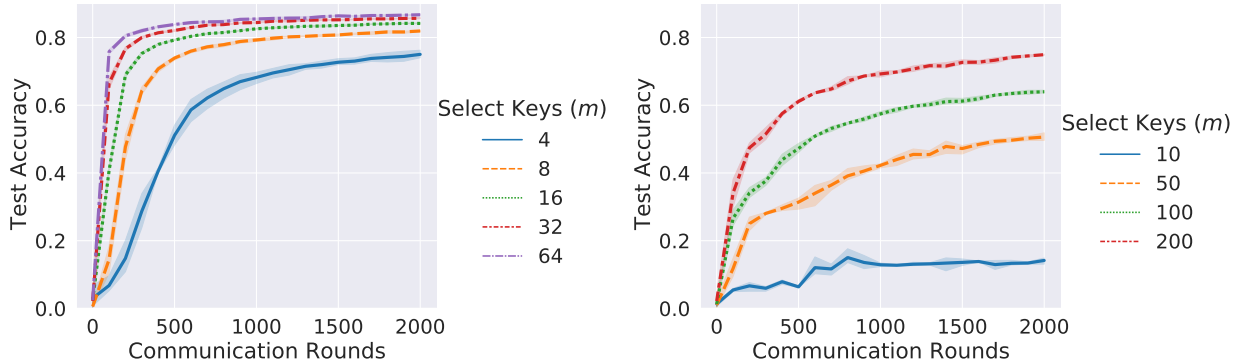 0.8
0.6
0.4
0.2
0.0
Test Accuracy
0 500 1000 1500 2000
Communication Rounds
Select Keys (m)
4
8
16
32
64
0.8
0.6
0.4
0.2
0.0
Test Accuracy
0 500 1000 1500 2000
Communication Rounds
Select Keys (m)
10
50
100
200